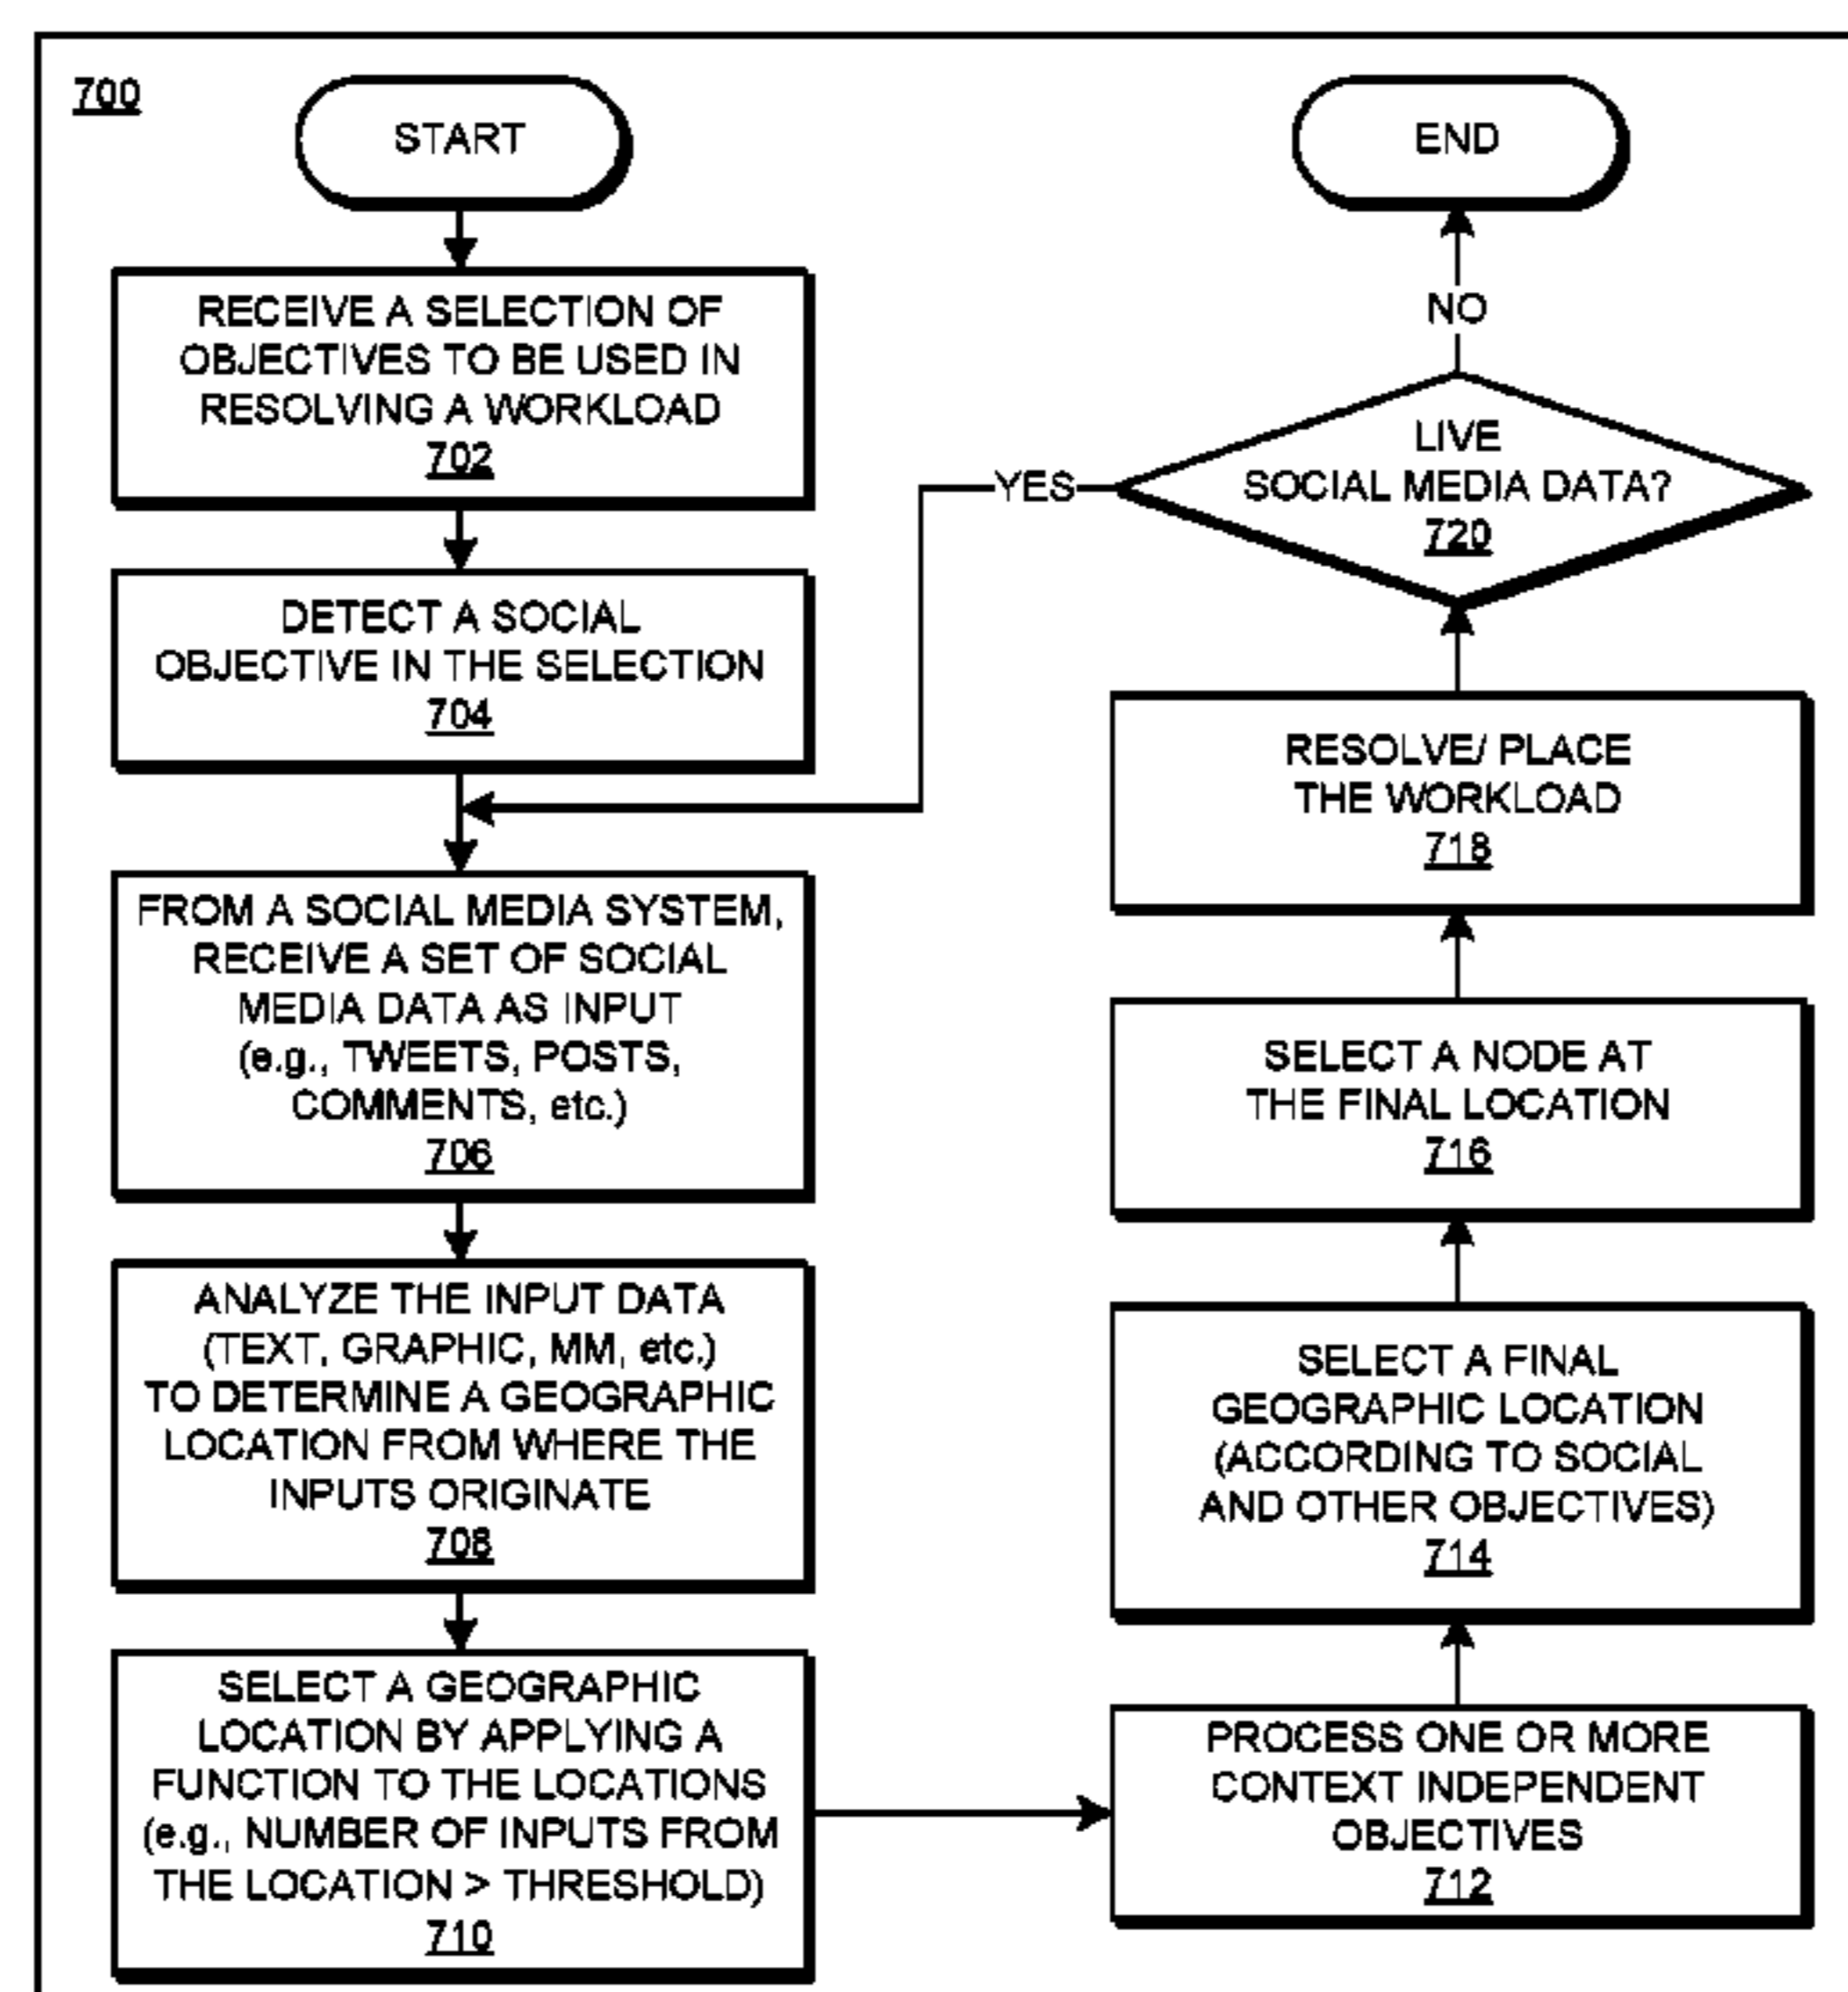 700
START
RECEIVE A SELECTION OF
OBJECTIVES TO BE USED IN
RESOLVING A WORKLOAD
702
DETECT A SOCIAL
OBJECTIVE IN THE SELECTION
704
FROM A SOCIAL MEDIA SYSTEM,
RECEIVE A SET OF SOCIAL
MEDIA DATA AS INPUT
(e.g., TWEETS, POSTS,
COMMENTS, etc.)
706
ANALYZE THE INPUT DATA
(TEXT, GRAPHIC, MM, etc.)
TO DETERMINE A GEOGRAPHIC
LOCATION FROM WHERE THE
INPUTS ORIGINATE
708
SELECT A GEOGRAPHIC
LOCATION BY APPLYING A
FUNCTION TO THE LOCATIONS
(e.g., NUMBER OF INPUTS FROM
THE LOCATION > THRESHOLD)
710
PROCESS ONE OR MORE
CONTEXT INDEPENDENT
OBJECTIVES
712
SELECT A FINAL
GEOGRAPHIC LOCATION
(ACCORDING TO SOCIAL
AND OTHER OBJECTIVES)
714
SELECT A NODE AT
THE FINAL LOCATION
716
RESOLVE/ PLACE
THE WORKLOAD
718
LIVE
SOCIAL MEDIA DATA?
720
YES
NO
END